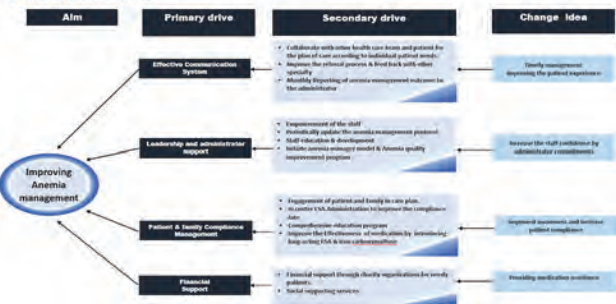 Aim
Primary drive
Secondary drive
Change Idea
Effective Communication
System
• Collaborate with other health care team and patient for
the plan of care according to individual patient needs.
• Improve the referral process & feed back with other
specialty
• Monthly Reporting of anemia management outcome to
the administrator
Timely management
improving the patient experience
Leadership and administrator
support
• Empowerment of the staff
• Periodically update the anemia management protocol
• Staff education & development
• Initiate anemia manager model & Anemia quality
improvement program
Increase the staff confidence by
administrator commitments
Improving
Anemia
management
Patient & family Compliance
Management
• Engagement of patient and family in care plan.
• In center ESA Administration to improve the compliance
rate
• Comprehensive education program
• Improve the Effectiveness of medication by introducing
long acting ESA & iron
Improved awareness and increase
patient compliance
Financial
Support
• Financial support through charity organizations for needy
patients.
• Social supporting services.
Providing medication assistance